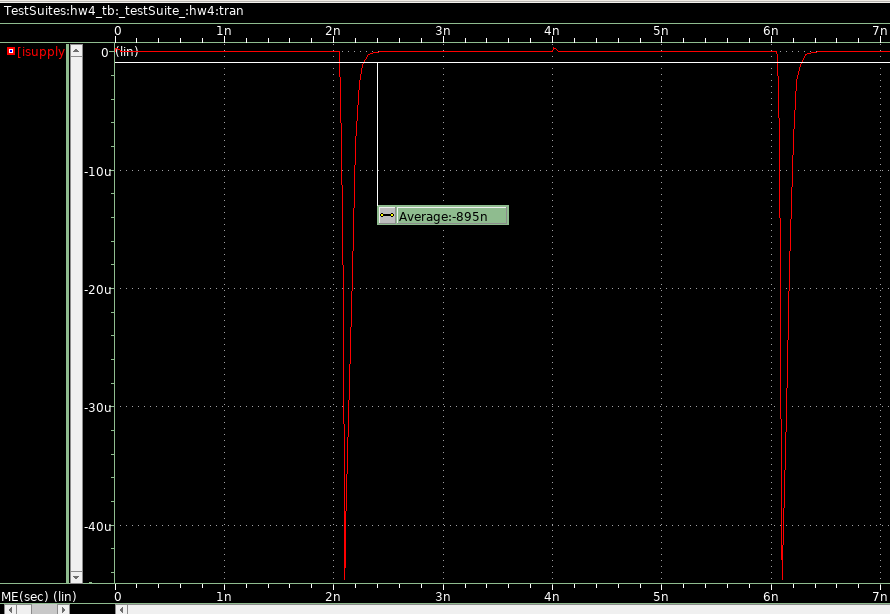 TestSuites:hw4_tb:_testSuite_:hw4:tran
0 1n 2n 3n 4n 5n 6n 7n
[isupply
0 (lin)
-10u
Average:-895n
-20u
-30u
-40u
ME(sec) (lin) 0 1n 2n 3n 4n 5n 6n 7n